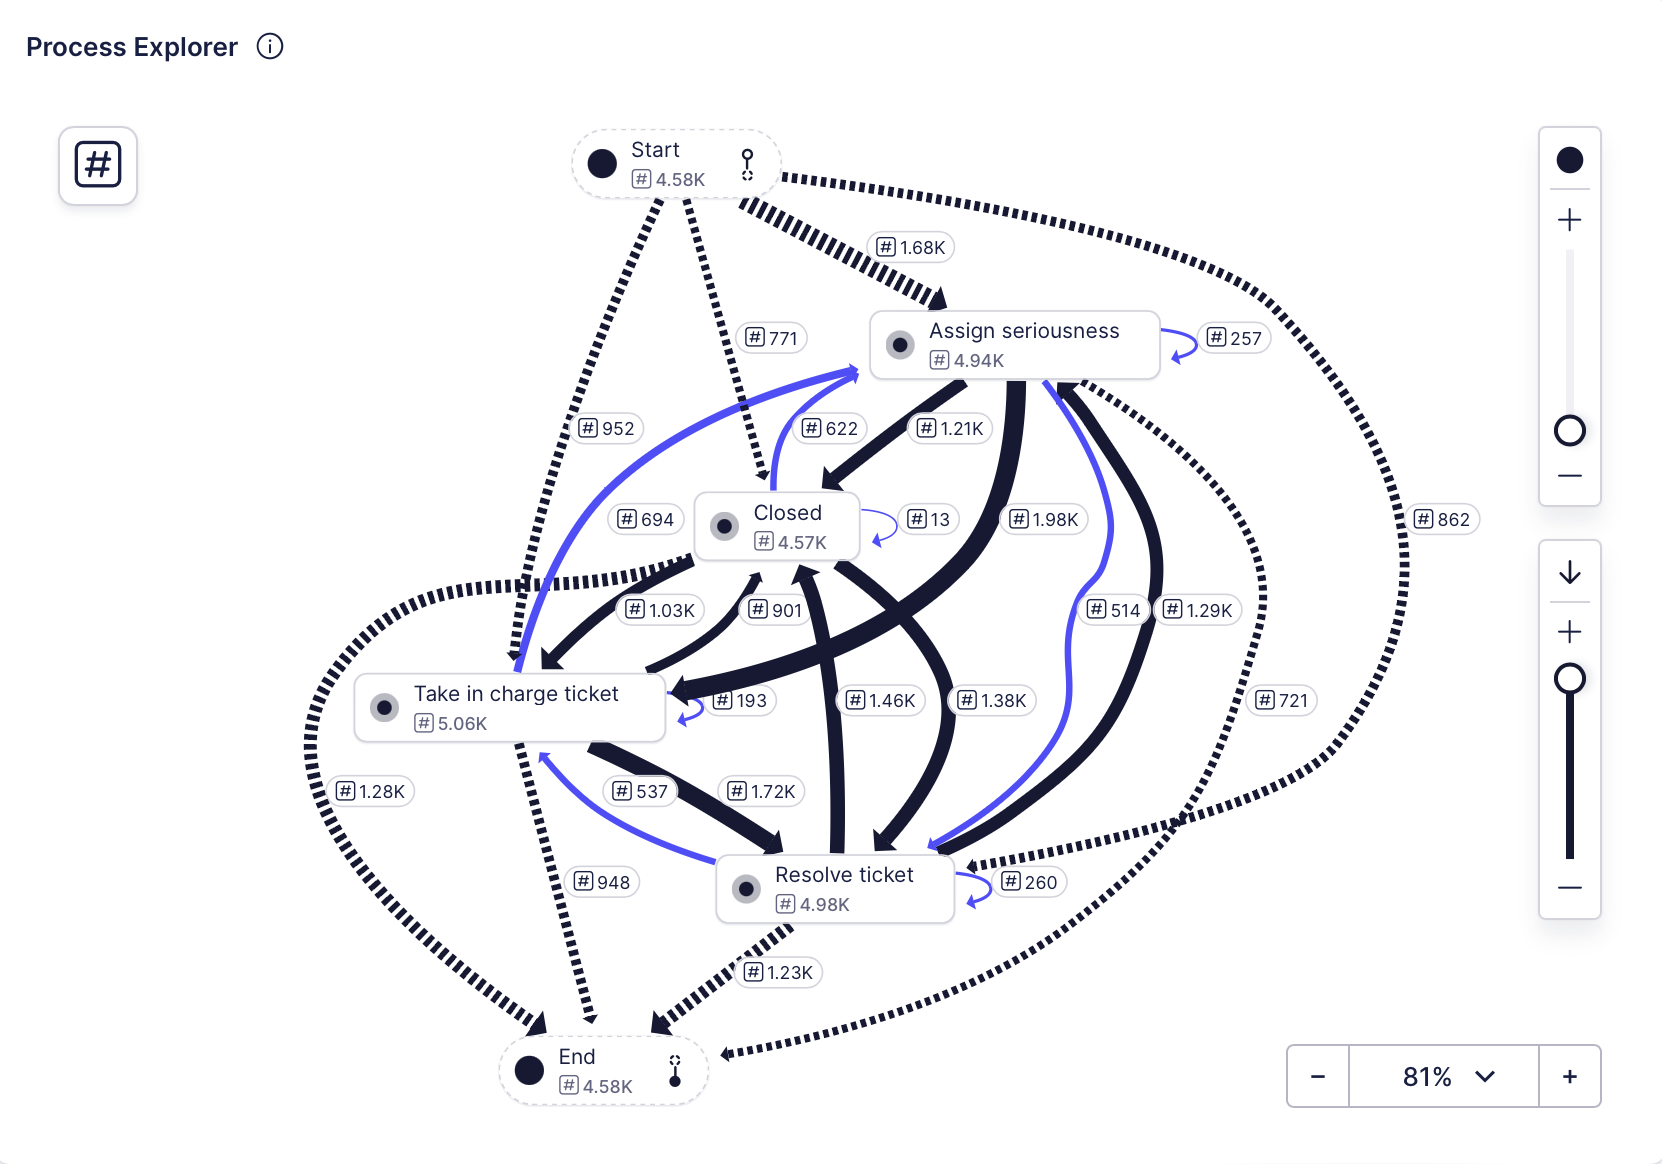 Process Explorer
#
Start
# 4.58K
# 1.68K
Assign seriousness
# 4.94K
# 257
# 771
# 952
# 622
# 1.21K
# 694
Closed
# 4.57K
# 13
# 1.98K
# 862
# 1.03K
# 901
# 514
# 1.29K
Take in charge ticket
# 5.06K
# 193
# 1.46K
# 1.38K
# 721
# 1.28K
# 537
# 1.72K
Resolve ticket
# 4.98K
# 260
# 948
# 1.23K
End
# 4.58K
81%